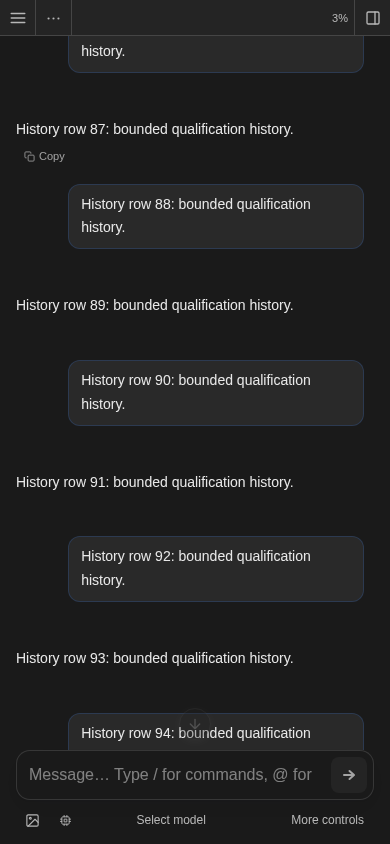 3%
history.
History row 87: bounded qualification history.
Copy
History row 88: bounded qualification
history.
History row 89: bounded qualification history.
History row 90: bounded qualification
history.
History row 91: bounded qualification history.
History row 92: bounded qualification
history.
History row 93: bounded qualification history.
History row 94: bounded qualification
Message… Type / for commands, @ for
Select model
More controls